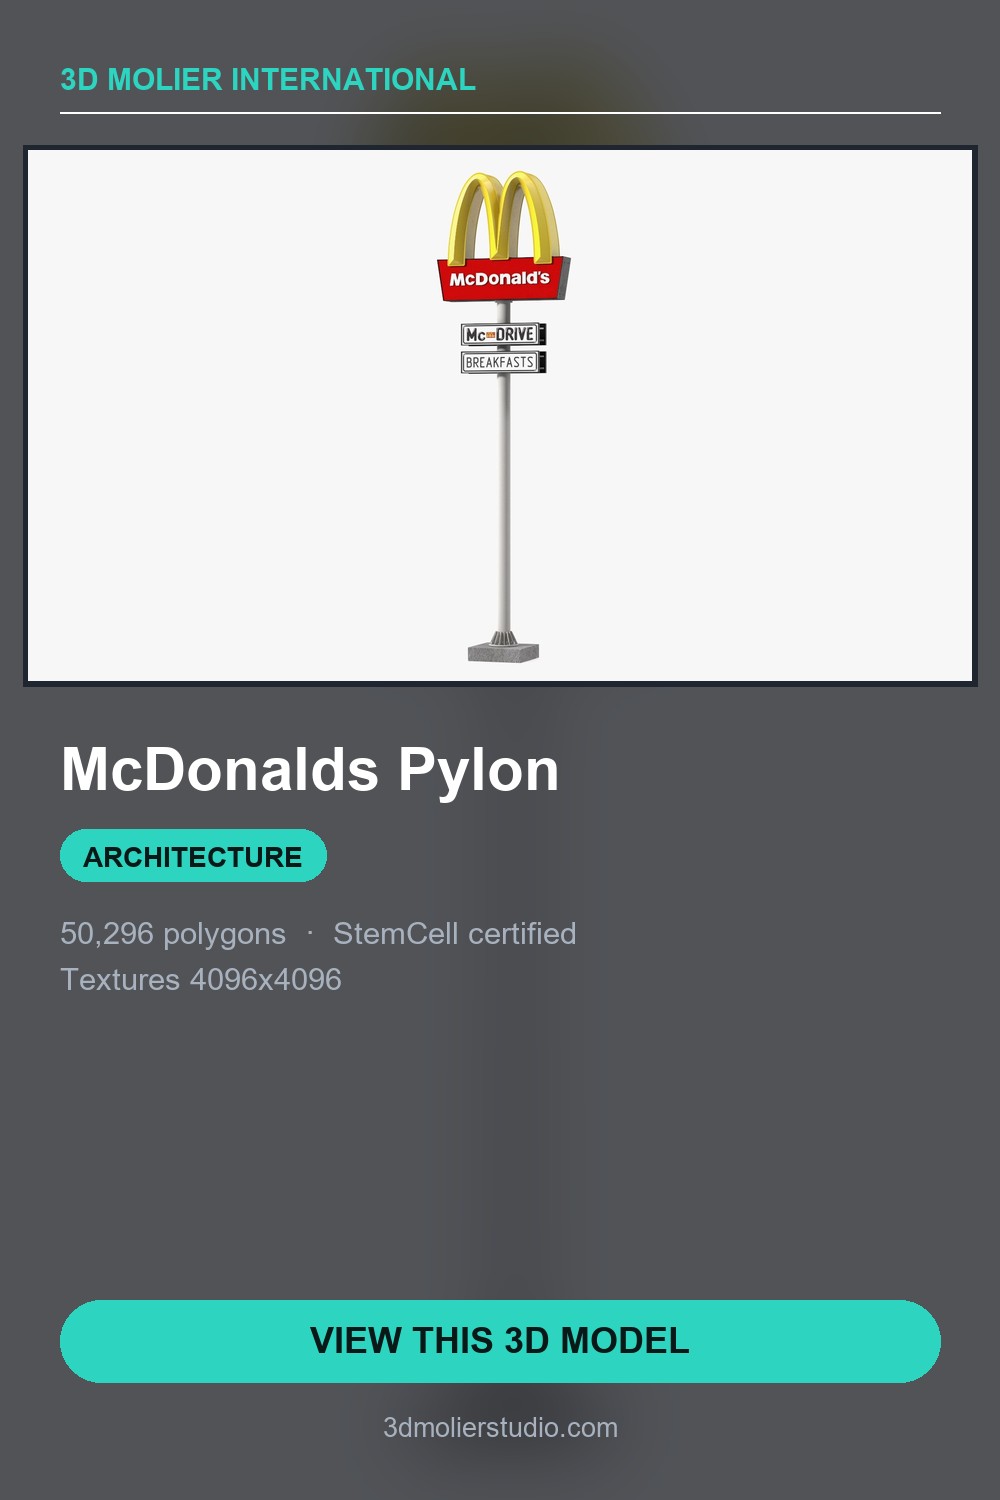 3D MOLIER INTERNATIONAL
McDonald's
Mc DRIVE
BREAKFASTS
McDonalds Pylon
ARCHITECTURE
50,296 polygons · StemCell certified
Textures 4096x4096
VIEW THIS 3D MODEL
3dmolierstudio.com